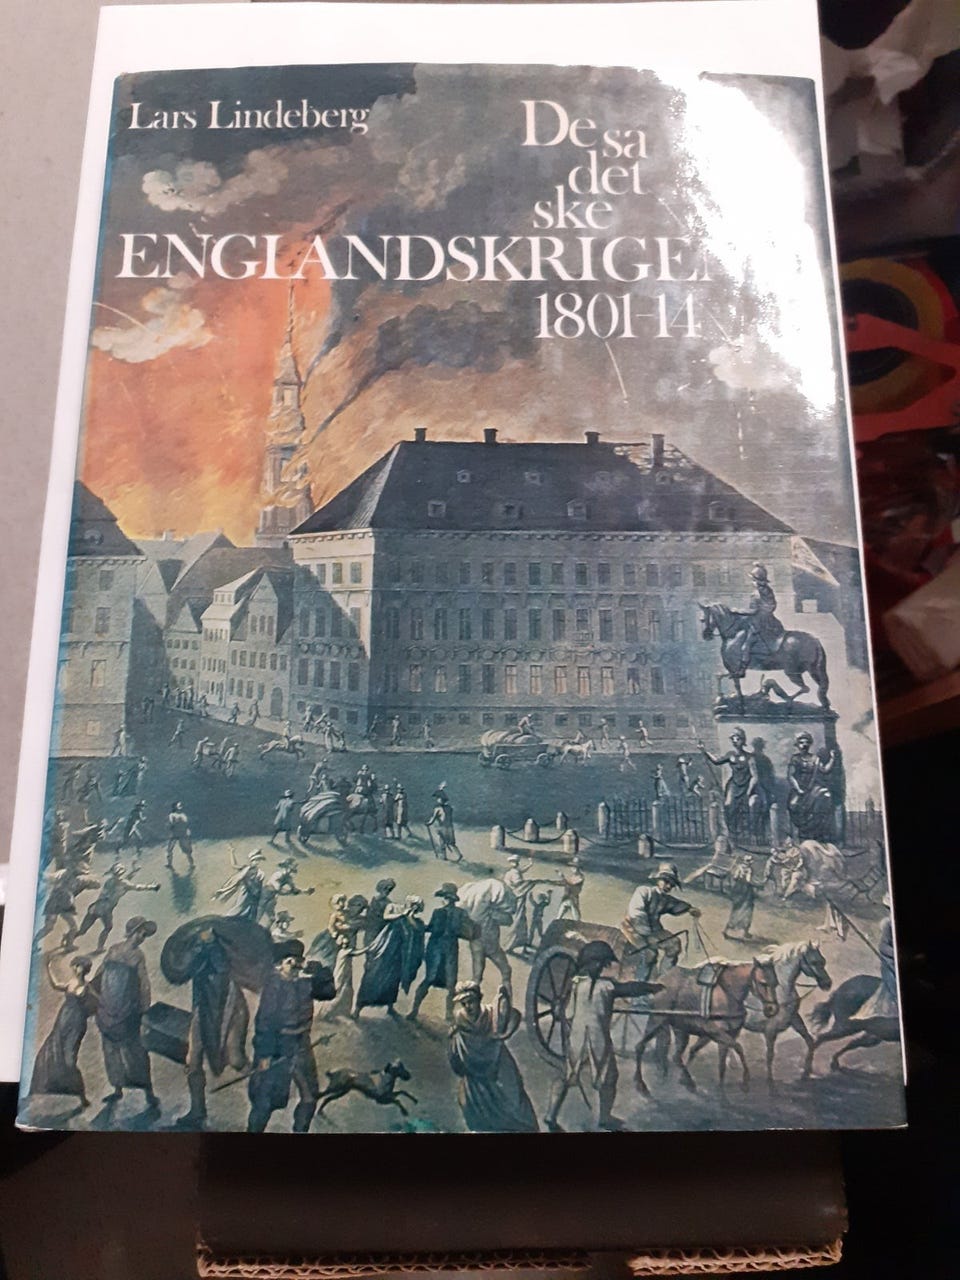 Lars Lindeberg
De sa
det
ske
ENGLANDSKRIGEN
1801-14